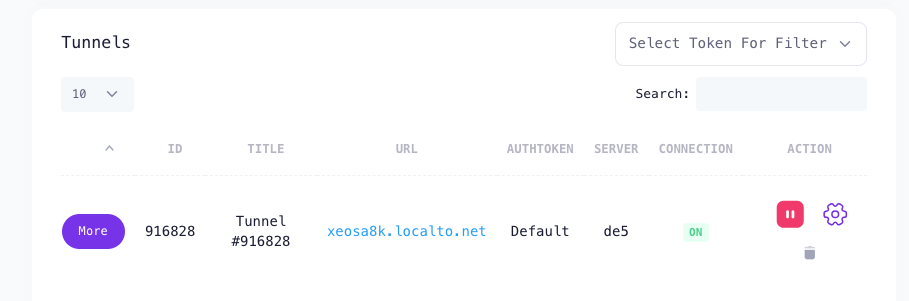 Tunnels
Select Token For Filter
10
Search:
ID TITLE URL AUTHTOKEN SERVER CONNECTION ACTION
More 916828 Tunnel #916828 xeosa8k.localto.net Default de5 ON